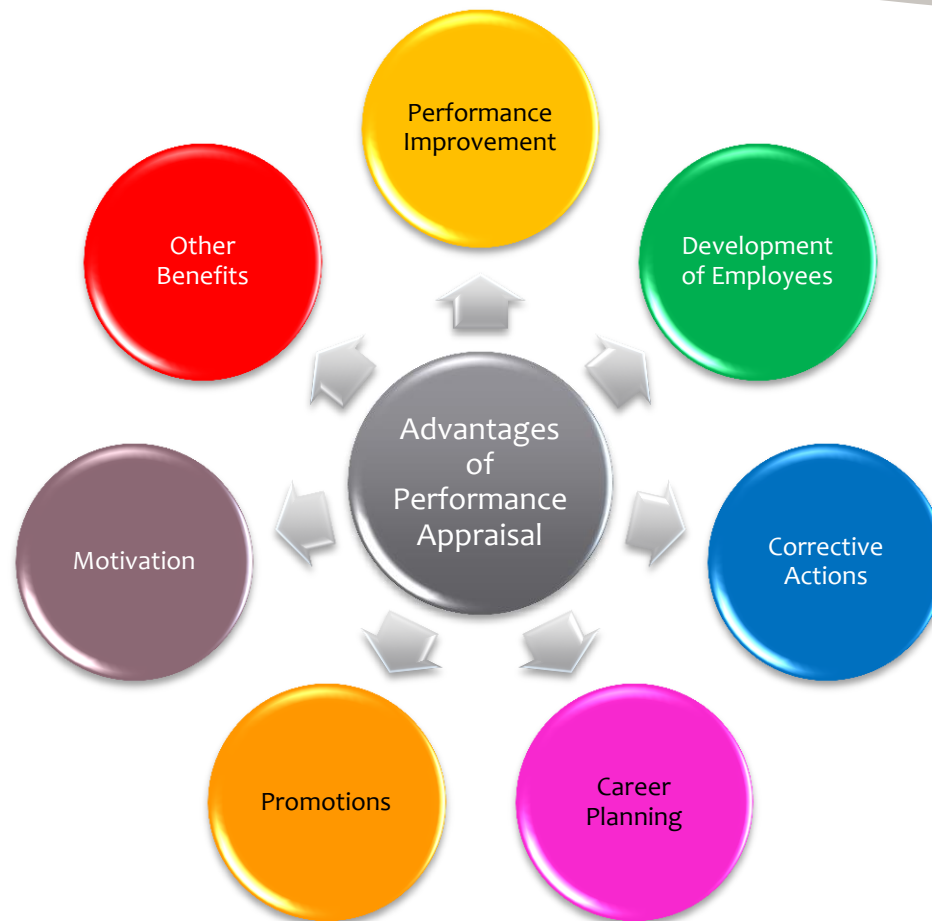 Performance
Improvement
Development
of Employees
Corrective
Actions
Career
Planning
Promotions
Motivation
Other
Benefits
Advantages
of
Performance
Appraisal